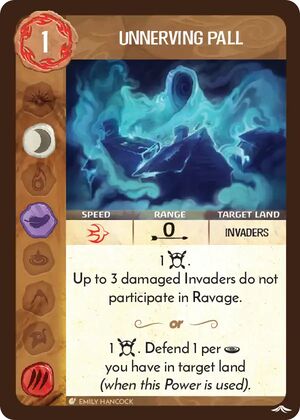 1
UNNERVING PALL
SPEED
RANGE
TARGET LAND
0
INVADERS
1 .
Up to 3 damaged Invaders do not
participate in Ravage.
or
1 . Defend 1 per
you have in target land
(when this Power is used).
EMILY HANCOCK